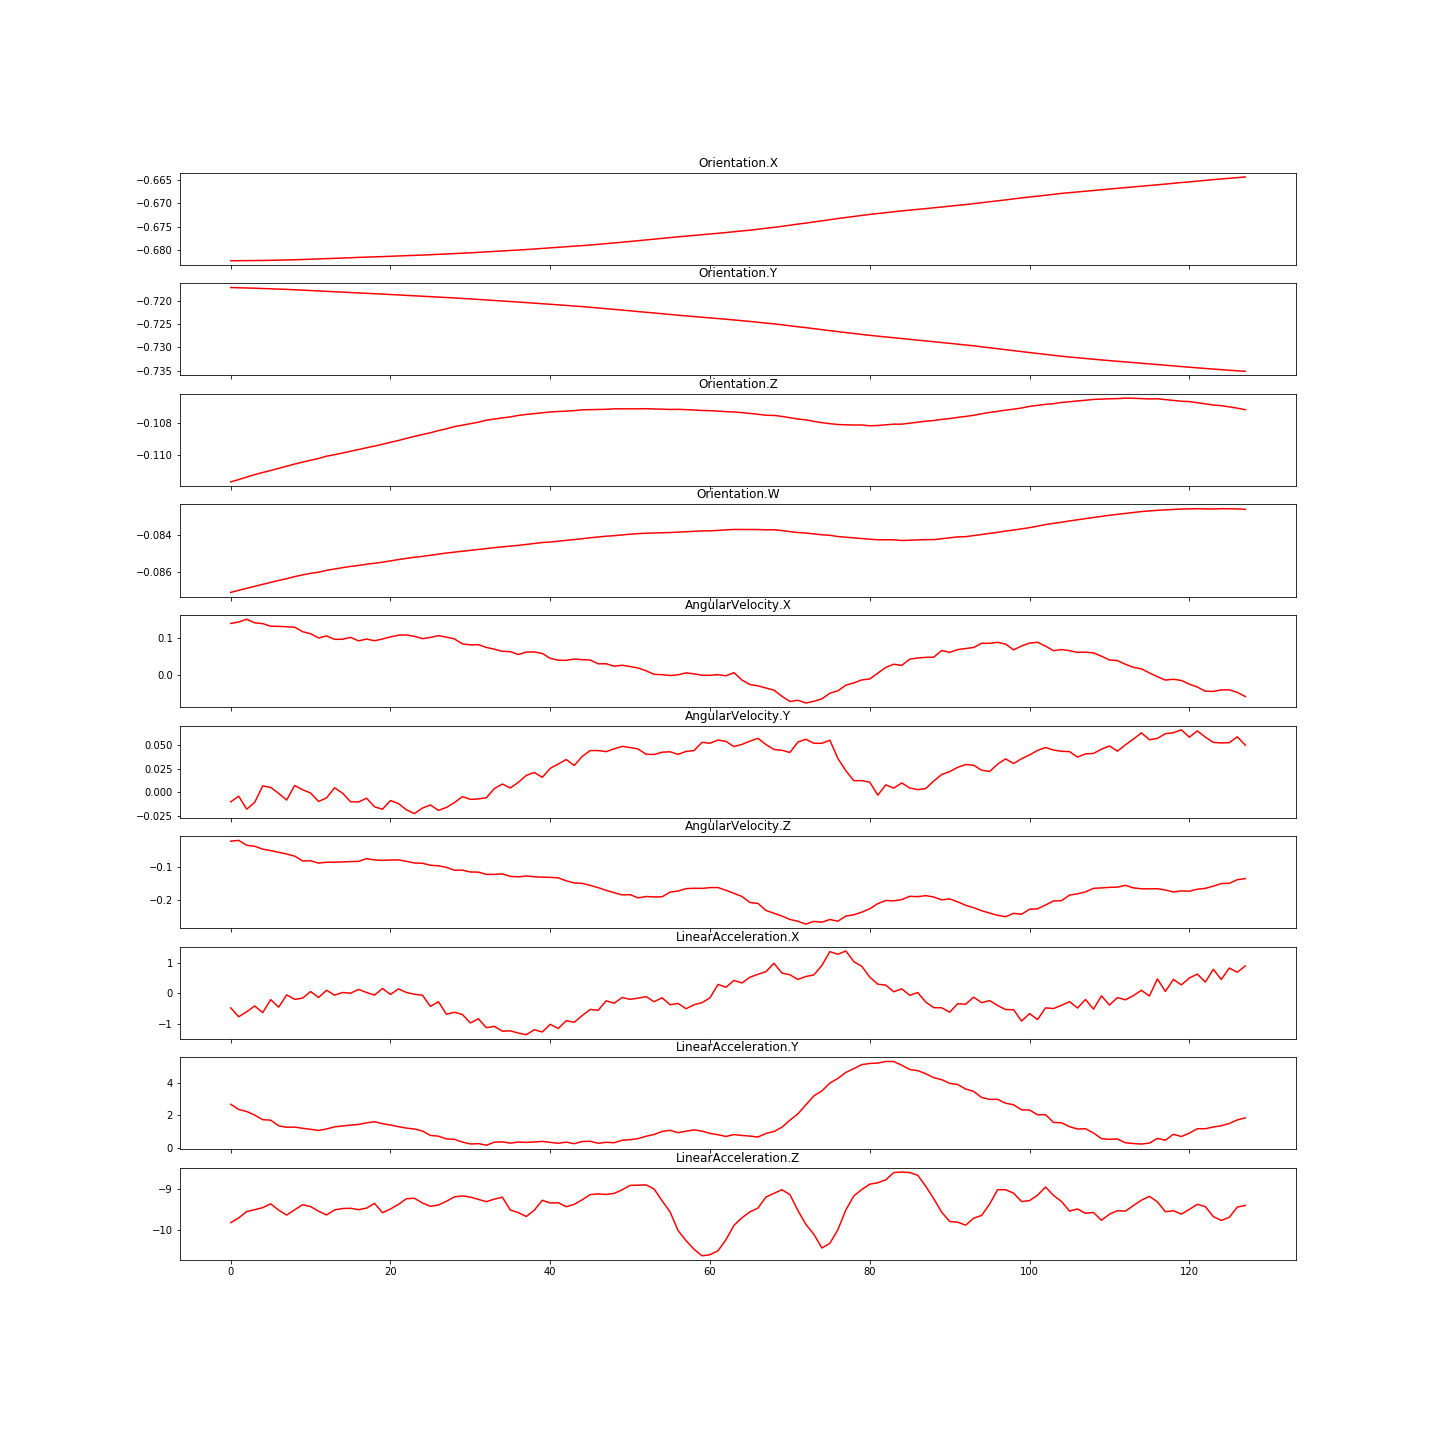 Orientation.X
−0.665
−0.670
−0.675
−0.680
Orientation.Y
−0.720
−0.725
−0.730
−0.735
Orientation.Z
−0.108
−0.110
Orientation.W
−0.084
−0.086
AngularVelocity.X
0.1
0.0
AngularVelocity.Y
0.050
0.025
0.000
−0.025
AngularVelocity.Z
−0.1
−0.2
LinearAcceleration.X
1
0
−1
LinearAcceleration.Y
4
2
0
LinearAcceleration.Z
−9
−10
0 20 40 60 80 100 120